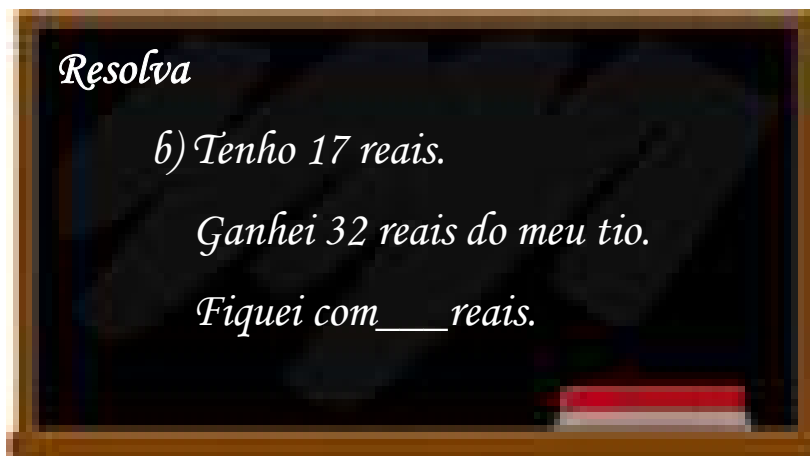 Resolva
b) Tenho 17 reais.
Ganhei 32 reais do meu tio.
Fiquei com___reais.